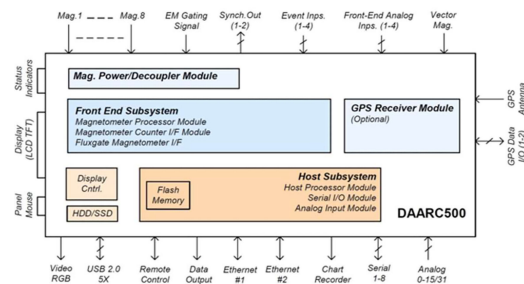 Mag.1
Mag.8
EM Gating
Signal
Synch.Out
(1-2)
Event Inps.
(1-4)
Front-End Analog
Inps. (1-4)
Vector
Mag.
Status
Indicators
Mag. Power/Decoupler Module
Front End Subsystem
Magnetometer Processor Module
Magnetometer Counter I/F Module
Fluxgate Magnetometer I/F
GPS Receiver Module
(Optional)
GPS
Antenna
GPS Data
I/O (1-2)
Display
(LCD TFT)
Panel
Mouse
Display
Cntrl.
HDD/SSD
Flash
Memory
Host Subsystem
Host Processor Module
Serial I/O Module
Analog Input Module
DAARC500
Video
RGB
USB 2.0
5X
Remote
Control
Data
Output
Ethernet
#1
Ethernet
#2
Chart
Recorder
Serial
1-8
Analog
0-15/31